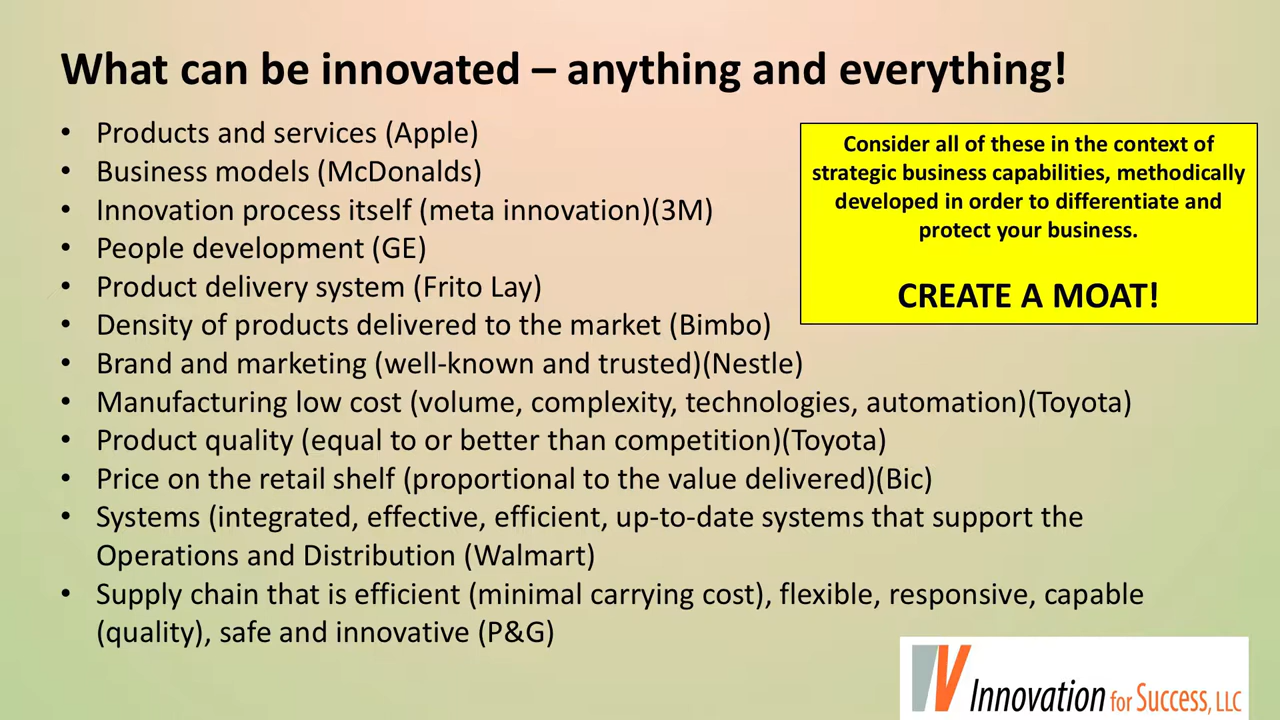 What can be innovated – anything and everything!
• Products and services (Apple)
• Business models (McDonalds)
• Innovation process itself (meta innovation)(3M)
• People development (GE)
• Product delivery system (Frito Lay)
• Density of products delivered to the market (Bimbo)
• Brand and marketing (well-known and trusted)(Nestle)
• Manufacturing low cost (volume, complexity, technologies, automation)(Toyota)
• Product quality (equal to or better than competition)(Toyota)
• Price on the retail shelf (proportional to the value delivered)(Bic)
• Systems (integrated, effective, efficient, up-to-date systems that support the
Operations and Distribution (Walmart)
• Supply chain that is efficient (minimal carrying cost), flexible, responsive, capable
(quality), safe and innovative (P&G)
Consider all of these in the context of
strategic business capabilities, methodically
developed in order to differentiate and
protect your business.
CREATE A MOAT!
Innovation for Success, LLC